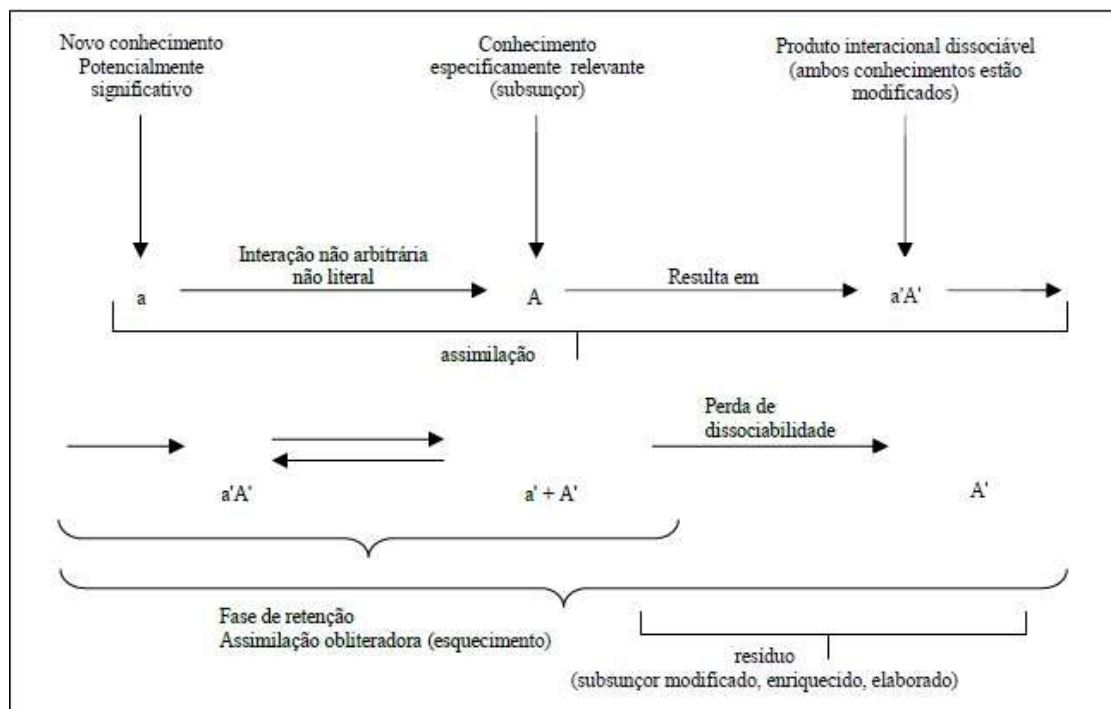 Novo conhecimento
Potencialmente
significativo
Conhecimento
especificamente relevante
(subsunçor)
Produto interacional dissociável
(ambos conhecimentos estão
modificados)
Interação não arbitrária
não literal
Resulta em
a
A
a'A'
assimilação
Perda de
dissociabilidade
a'A'
a' + A'
A'
Fase de retenção
Assimilação obliteradora (esquecimento)
residuo
(subsunçor modificado, enriquecido, elaborado)